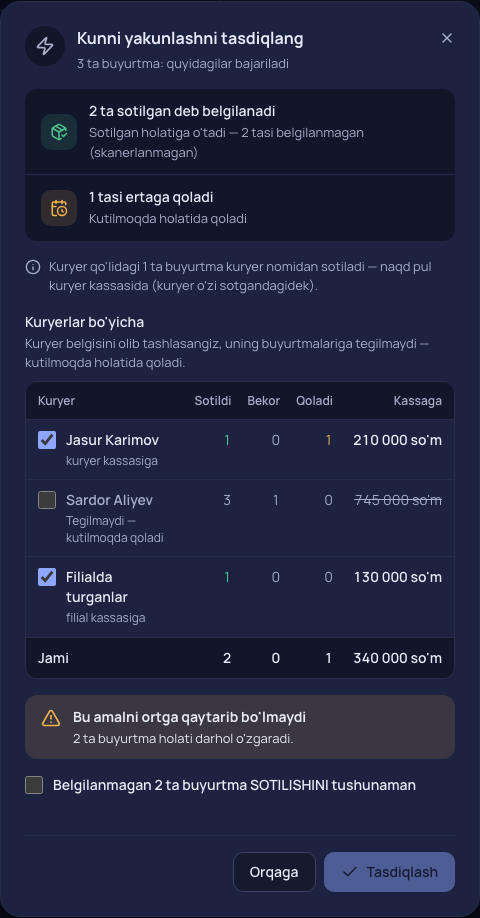 Kunni yakunlashni tasdiqlang
3 ta buyurtma: quyidagilar bajariladi
2 ta sotilgan deb belgilanadi
Sotilgan holatiga o'tadi — 2 tasi belgilanmagan
(skanerlanmagan)
1 tasi ertaga qoladi
Kutilmoqda holatida qoladi
Kuryer qo'lidagi 1 ta buyurtma kuryer nomidan sotiladi — naqd pul
kuryer kassasida (kuryer o'zi sotgandagidek).
Kuryerlar bo'yicha
Kuryer belgisini olib tashlasangiz, uning buyurtmalariga tegilmaydi —
kutilmoqda holatida qoladi.
Kuryer Sotildi Bekor Qoladi Kassaga
Jasur Karimov 1 0 1 210 000 so'm
kuryer kassasiga
Sardor Aliyev 3 1 0 745 000 so'm
Tegilmaydi —
kutilmoqda qoladi
Filialda 1 0 0 130 000 so'm
turganlar
filial kassasiga
Jami 2 0 1 340 000 so'm
Bu amalni ortga qaytarib bo'lmaydi
2 ta buyurtma holati darhol o'zgaradi.
Belgilanmagan 2 ta buyurtma SOTILISHINI tushunaman
Orqaga Tasdiqlash